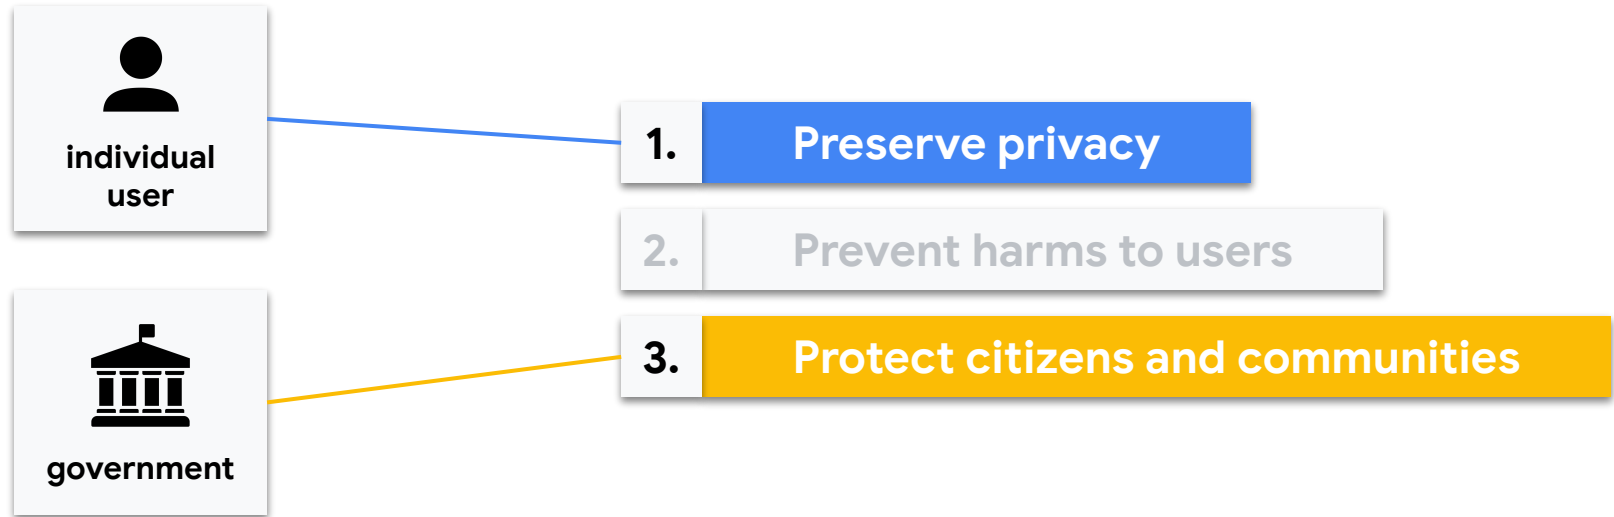 individual
user
1. Preserve privacy
2. Prevent harms to users
3. Protect citizens and communities
government